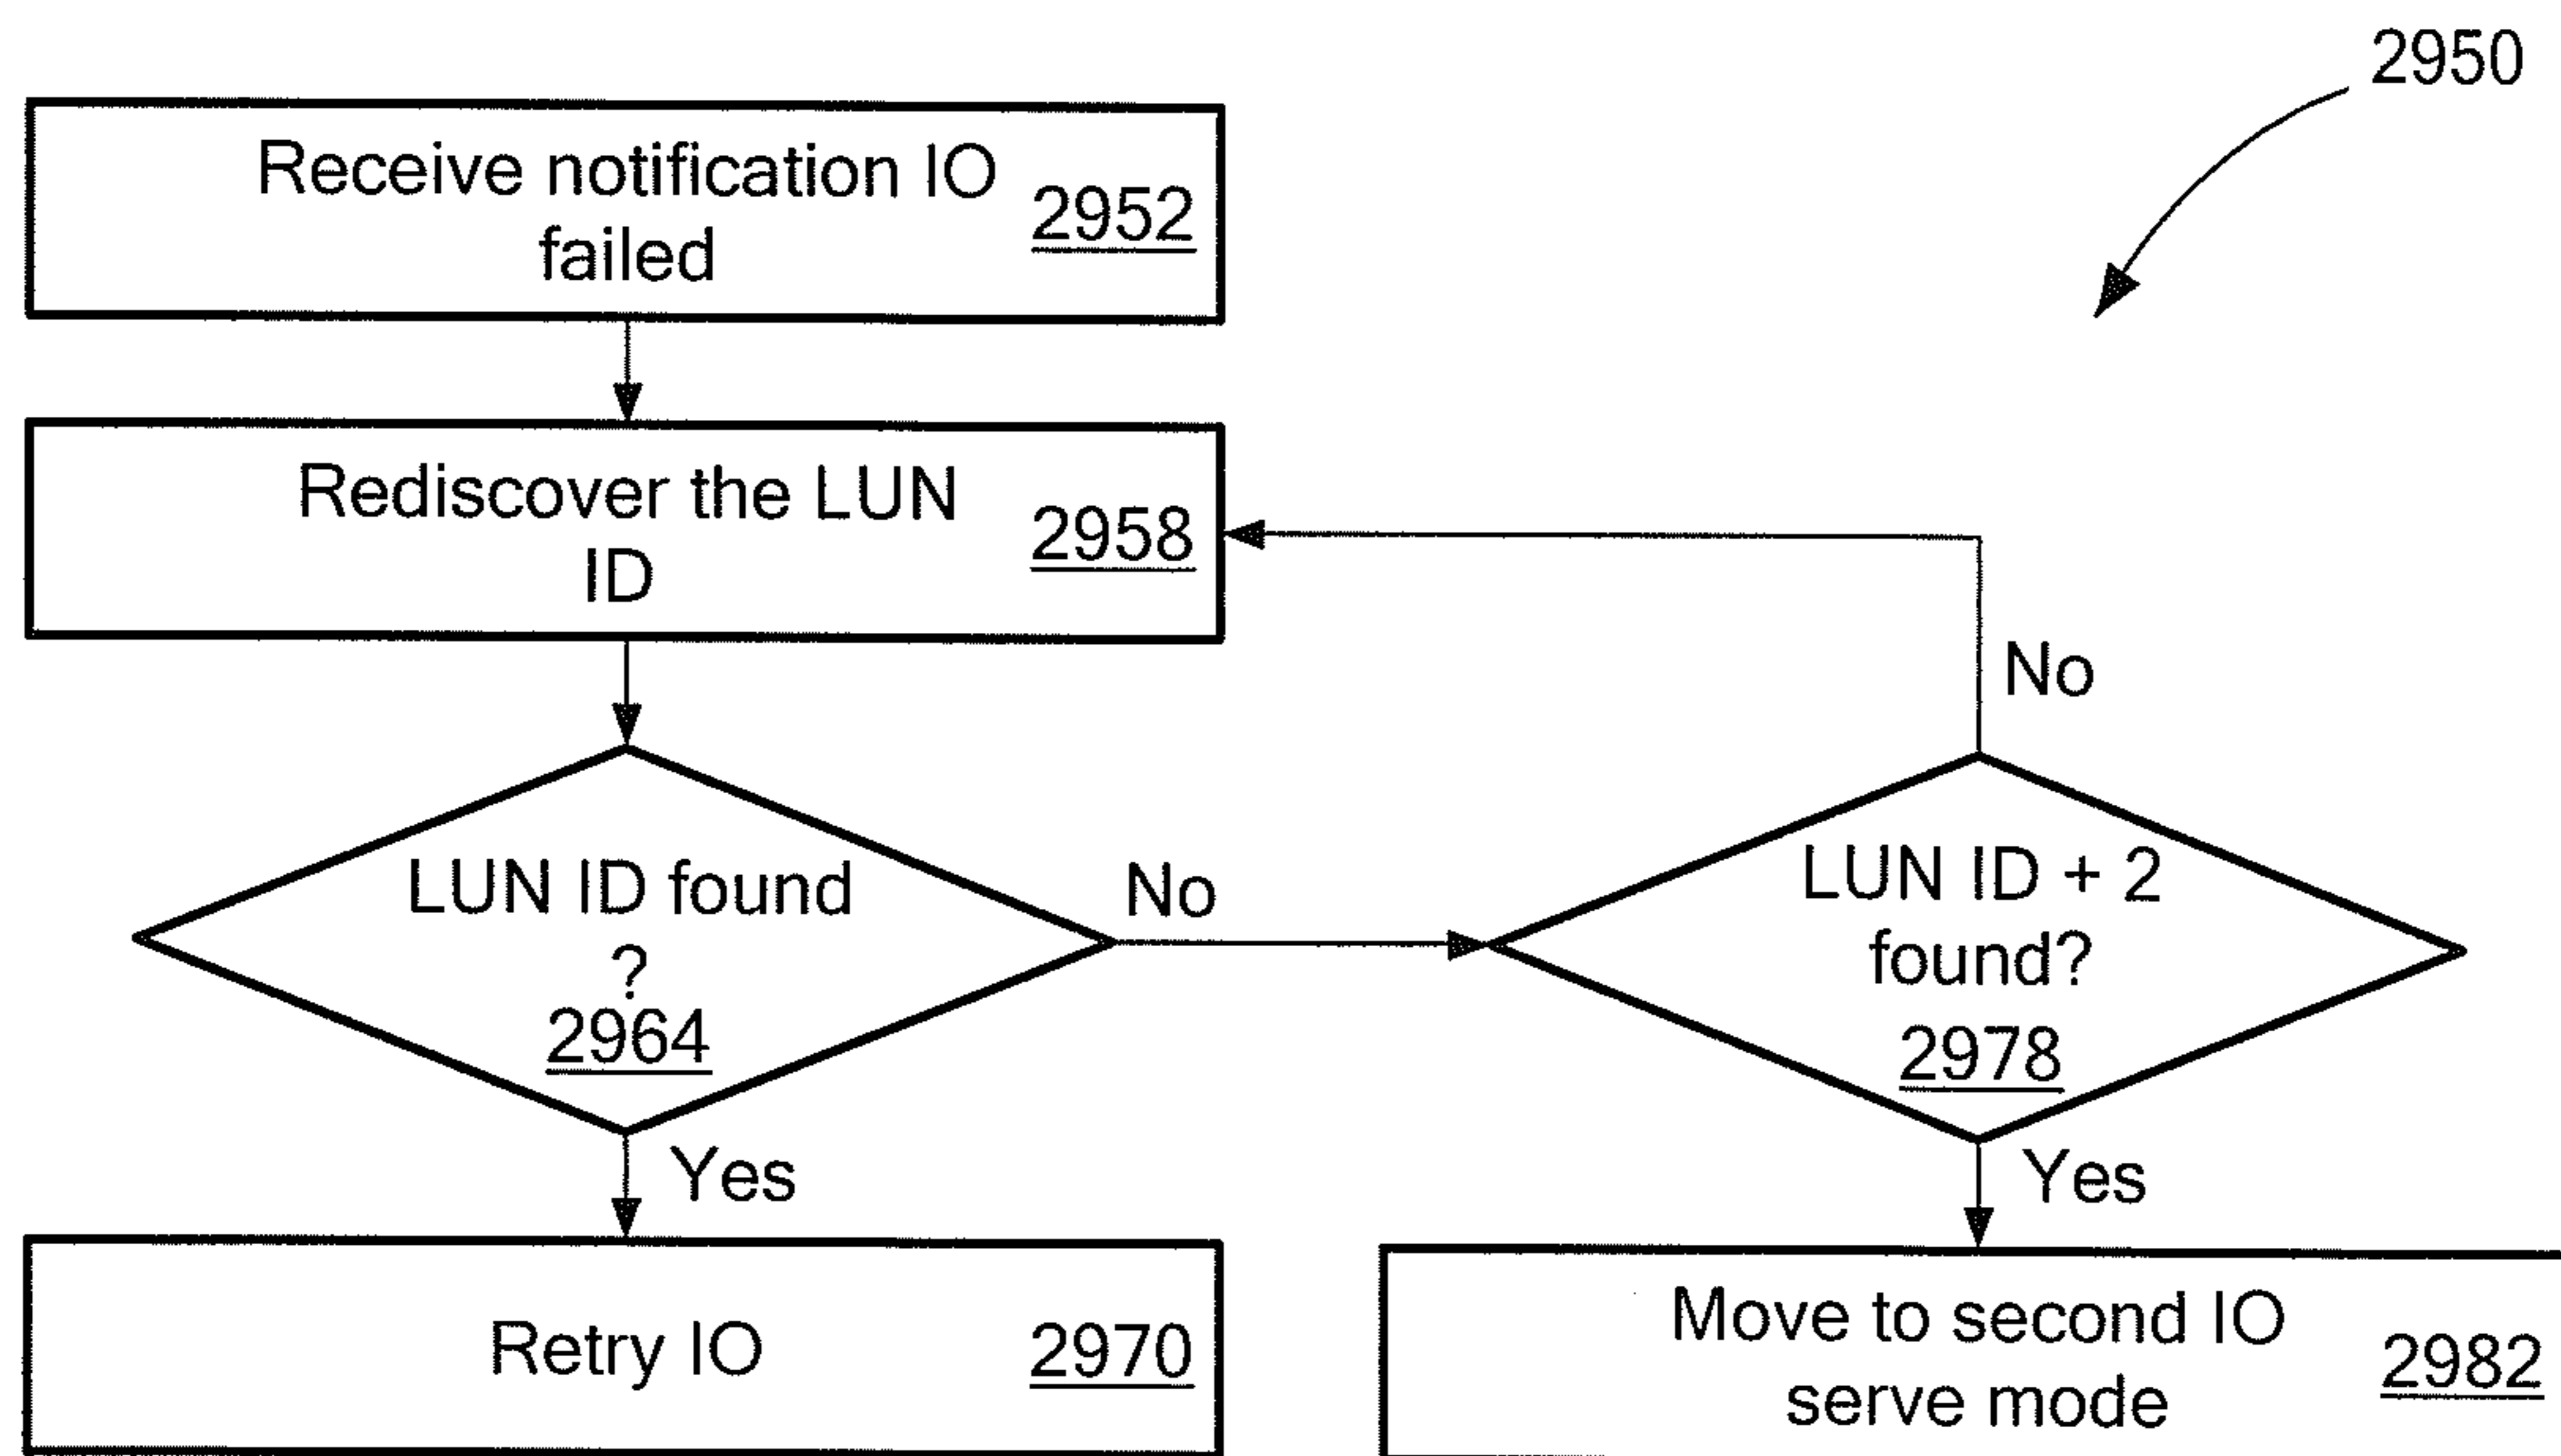 2950
Receive notification IO
failed
2952
Rediscover the LUN
ID
2958
No
LUN ID found
?
2964
No
LUN ID + 2
found?
2978
Yes
Yes
Retry IO
2970
Move to second IO
serve mode
2982